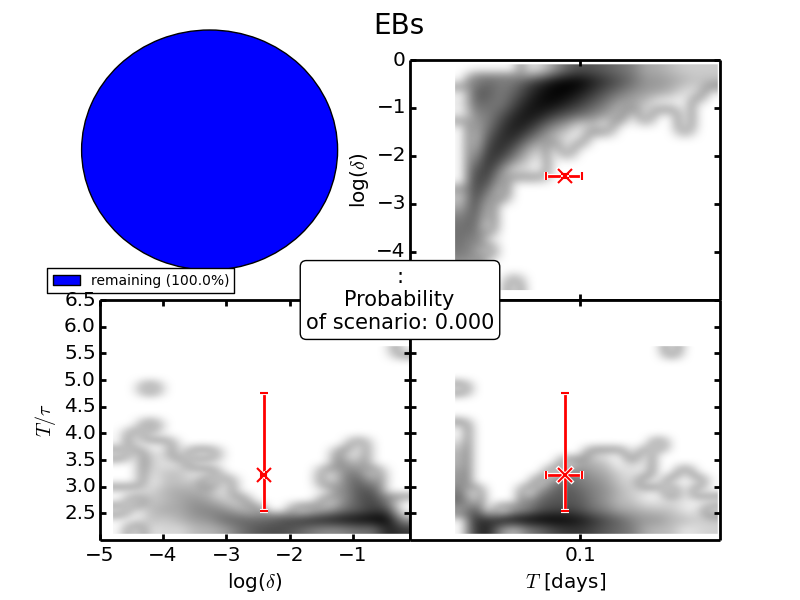 EBs
0
−1
−2
−3
−4
log(δ)
remaining (100.0%)
:
Probability
of scenario: 0.000
6.5
6.0
5.5
5.0
4.5
4.0
3.5
3.0
2.5
T/τ
−5 −4 −3 −2 −1
log(δ)
0.1
T [days]